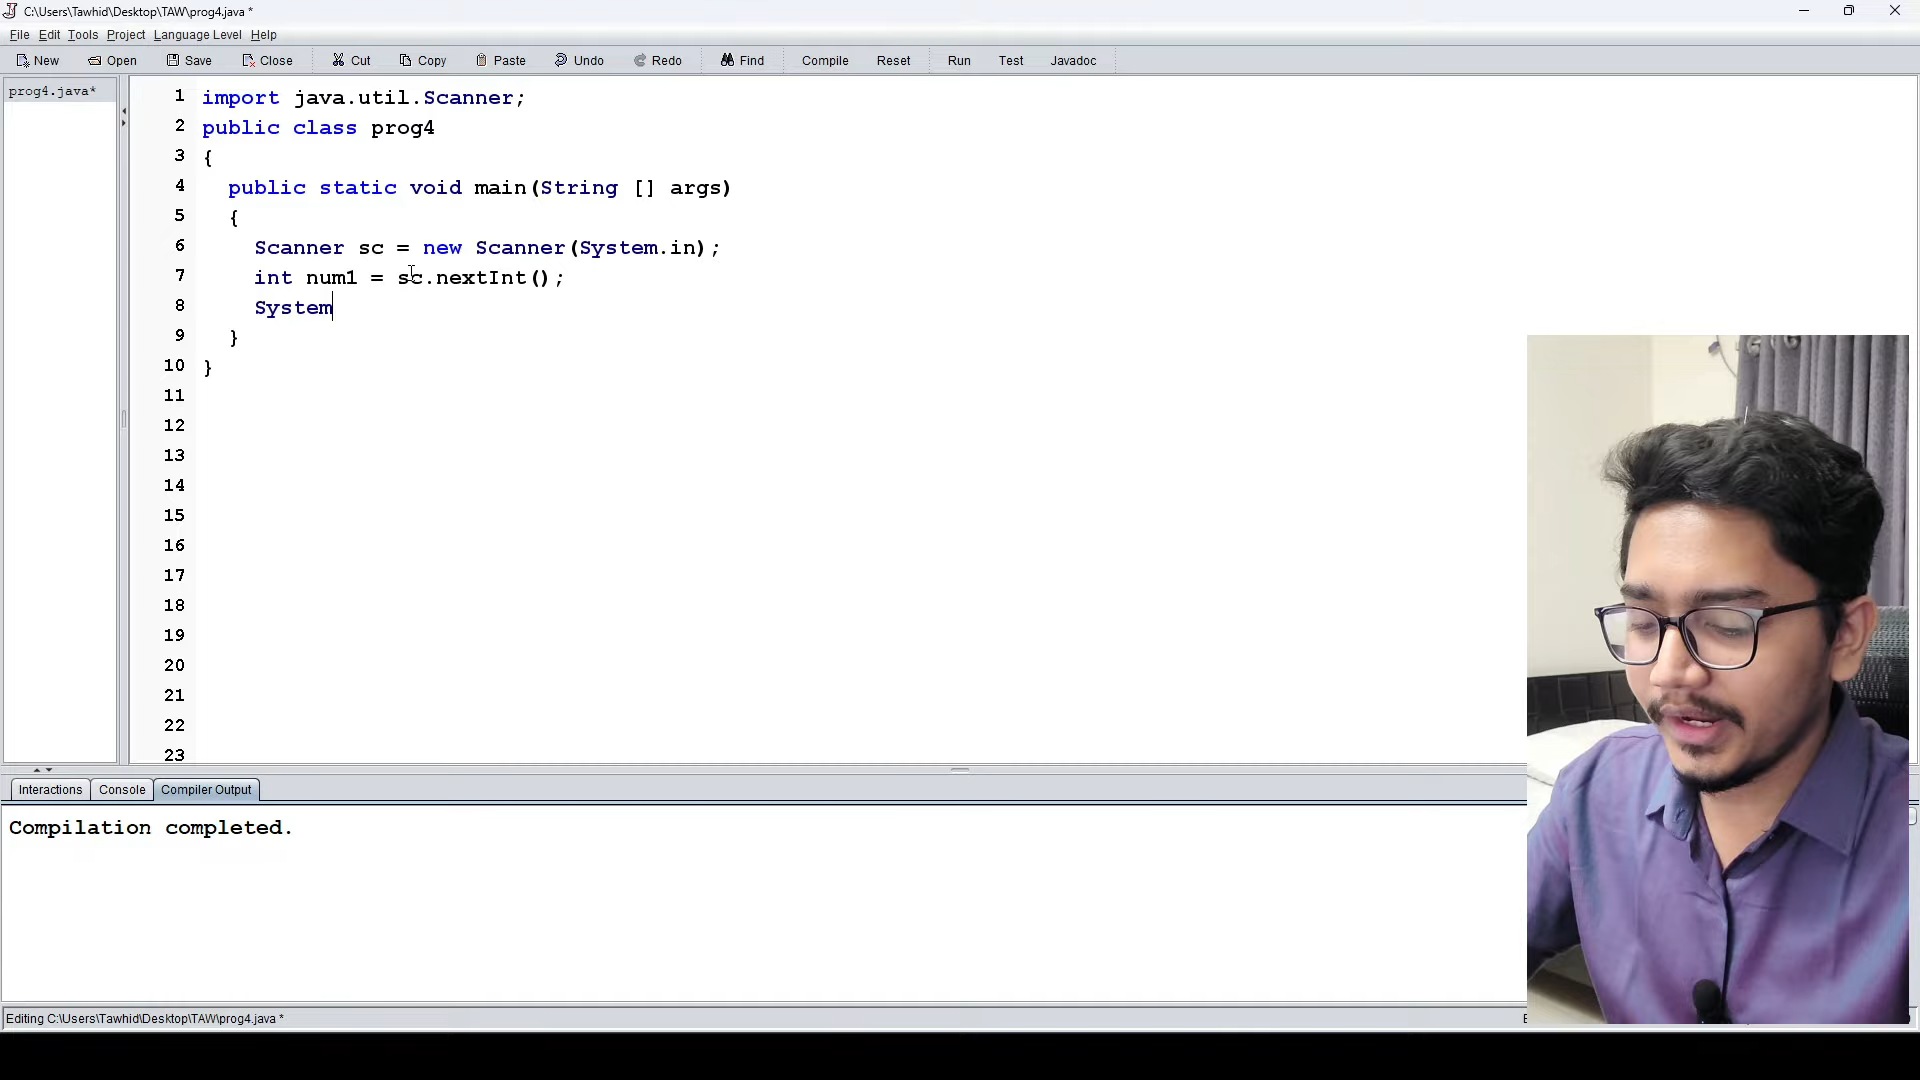 C:\Users\Tawhid\Desktop\TAW\prog4.java *
File Edit Tools Project Language Level Help
New Open Save Close Cut Copy Paste Undo Redo Find Compile Reset Run Test Javadoc
prog4.java*
1 import java.util.Scanner;
2 public class prog4
3 {
4 public static void main(String [] args)
5 {
6 Scanner sc = new Scanner(System.in);
7 int num1 = sc.nextInt();
8 System
9 }
10 }
11
12
13
14
15
16
17
18
19
20
21
22
23
Interactions Console Compiler Output
Compilation completed.
Editing C:\Users\Tawhid\Desktop\TAW\prog4.java *